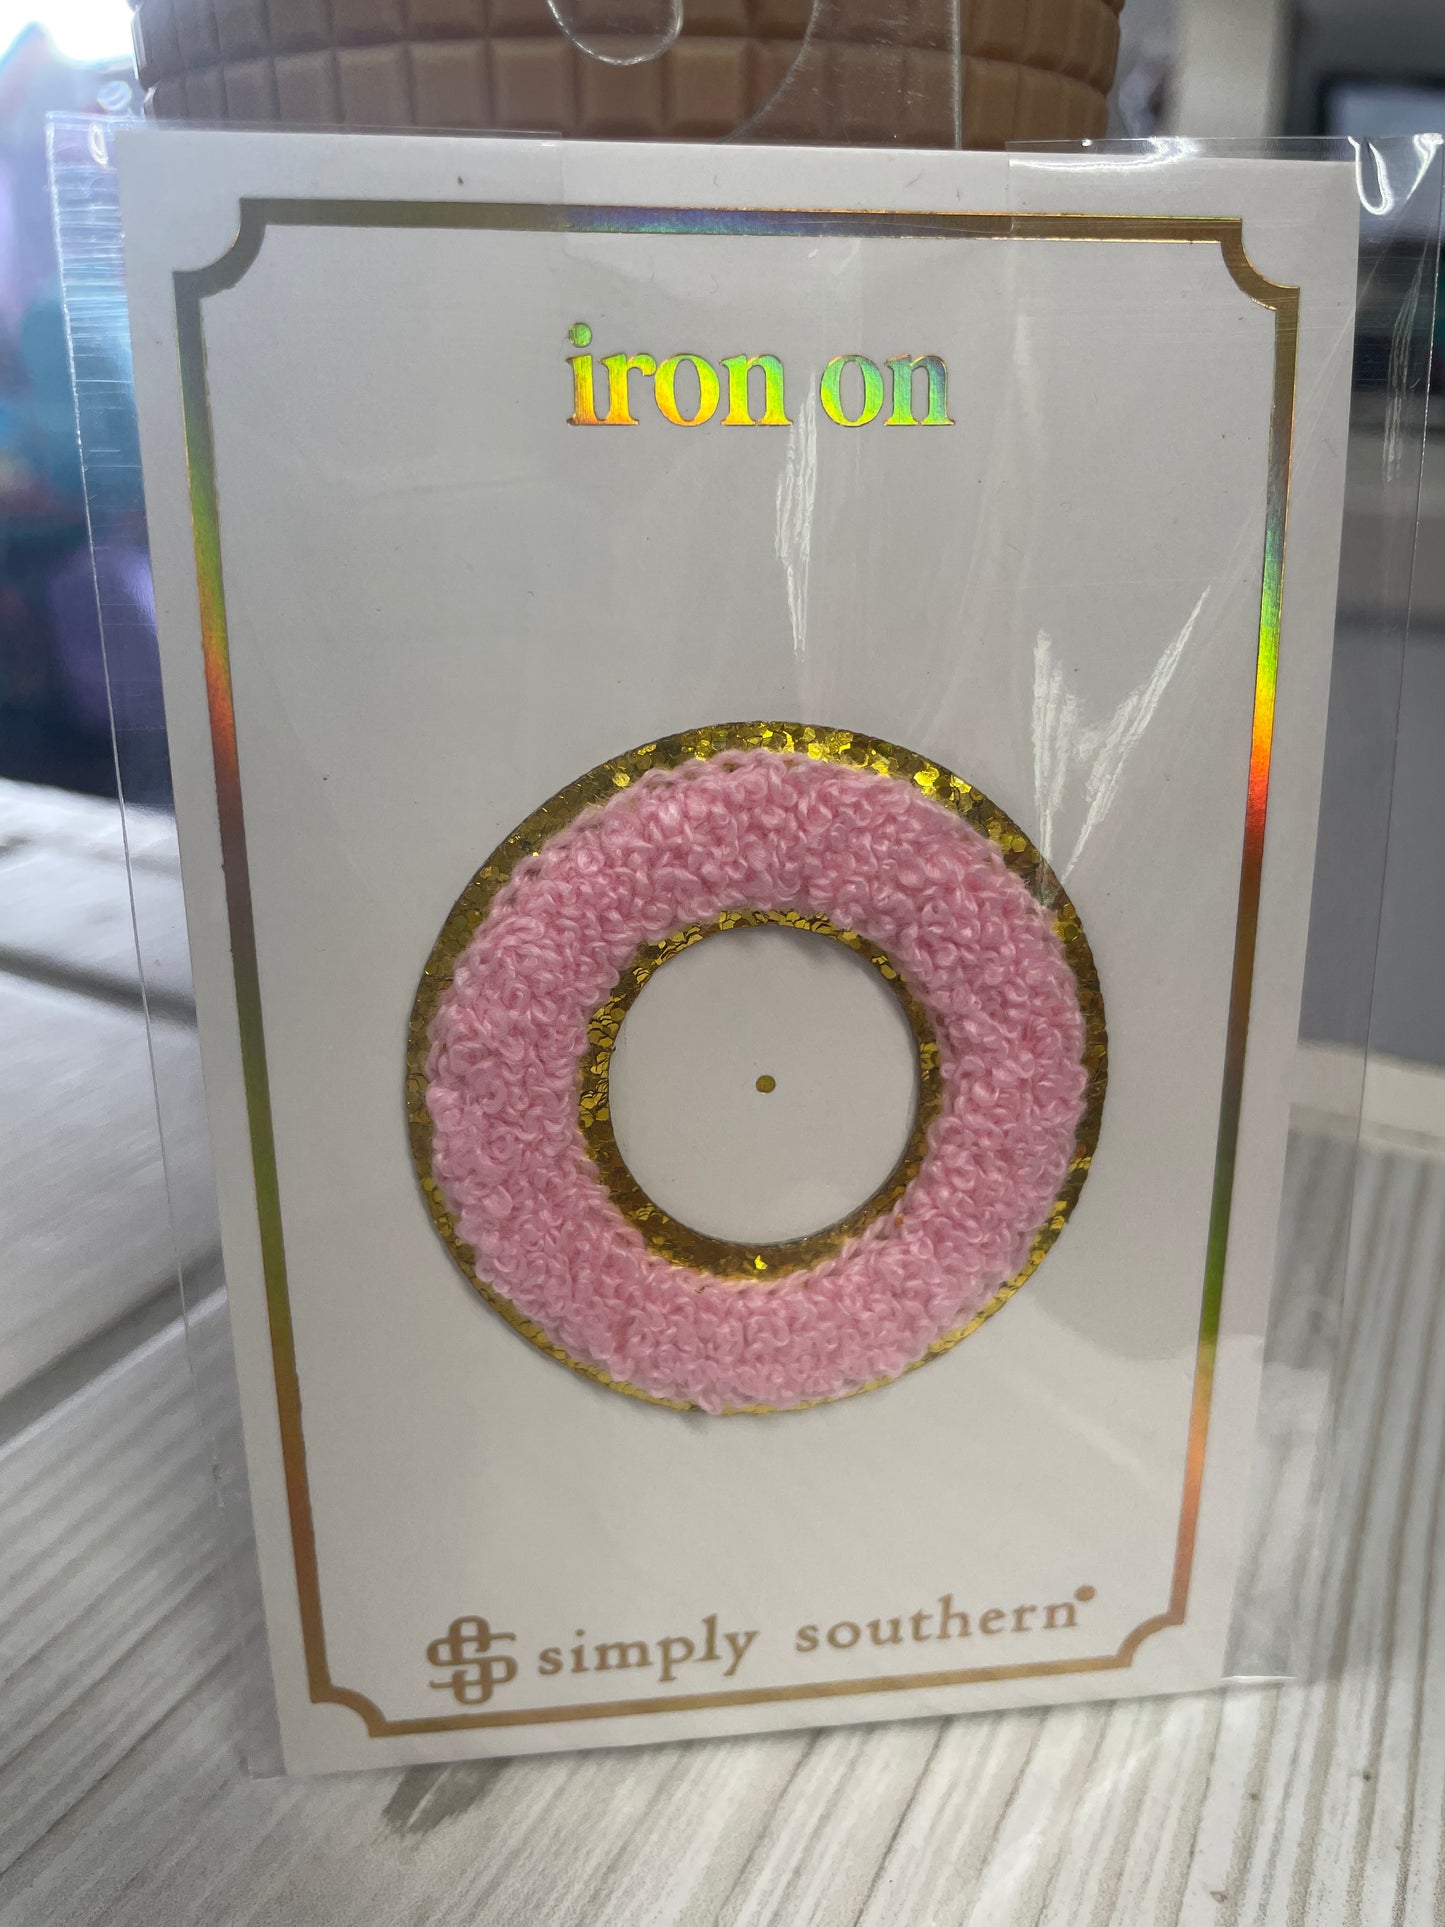 iron on
O
simply southern